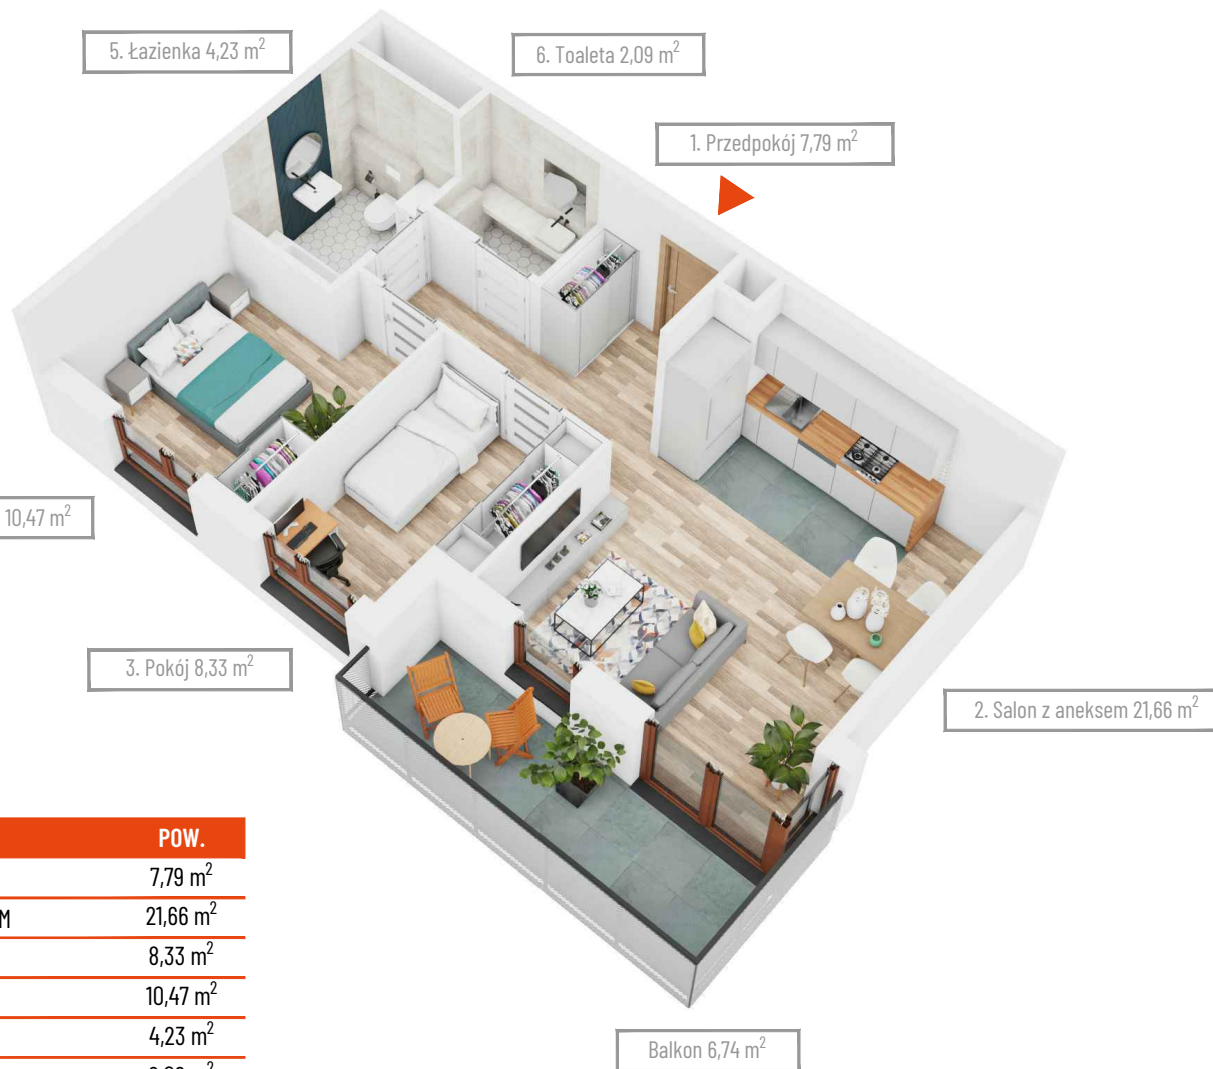 5. Łazienka 4,23 m²
6. Toaleta 2,09 m²
1. Przedpokój 7,79 m²
10,47 m²
3. Pokój 8,33 m²
2. Salon z aneksem 21,66 m²
POW.
7,79 m²
M 21,66 m²
8,33 m²
10,47 m²
4,23 m²
Balkon 6,74 m²